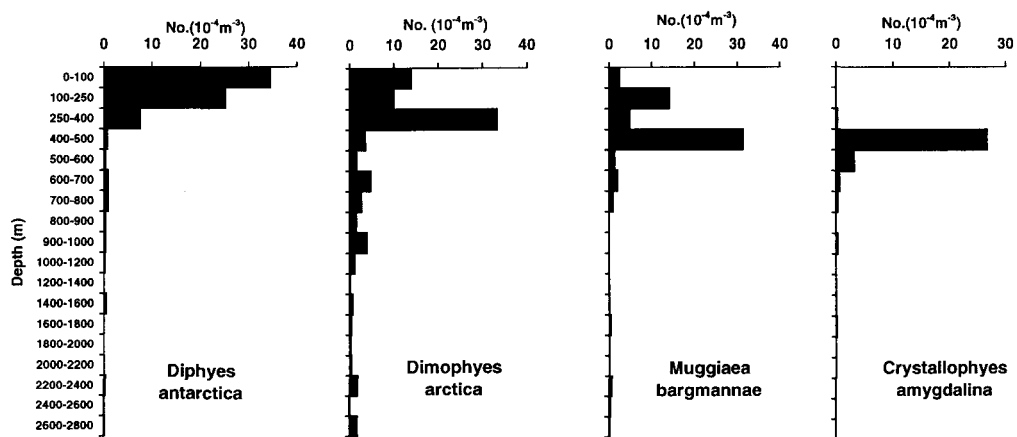 No.(10⁻⁴m⁻³)
0 10 20 30 40
No. (10⁻⁴m⁻³)
0 10 20 30 40
No.(10⁻⁴m⁻³)
0 10 20 30 40
No.(10⁻⁴m⁻³)
0 10 20 30
Depth (m)
0-100
100-250
250-400
400-500
500-600
600-700
700-800
800-900
900-1000
1000-1200
1200-1400
1400-1600
1600-1800
1800-2000
2000-2200
2200-2400
2400-2600
2600-2800
Diphyes
antarctica
Dimophyes
arctica
Muggiaea
bargmannae
Crystallophyes
amygdalina